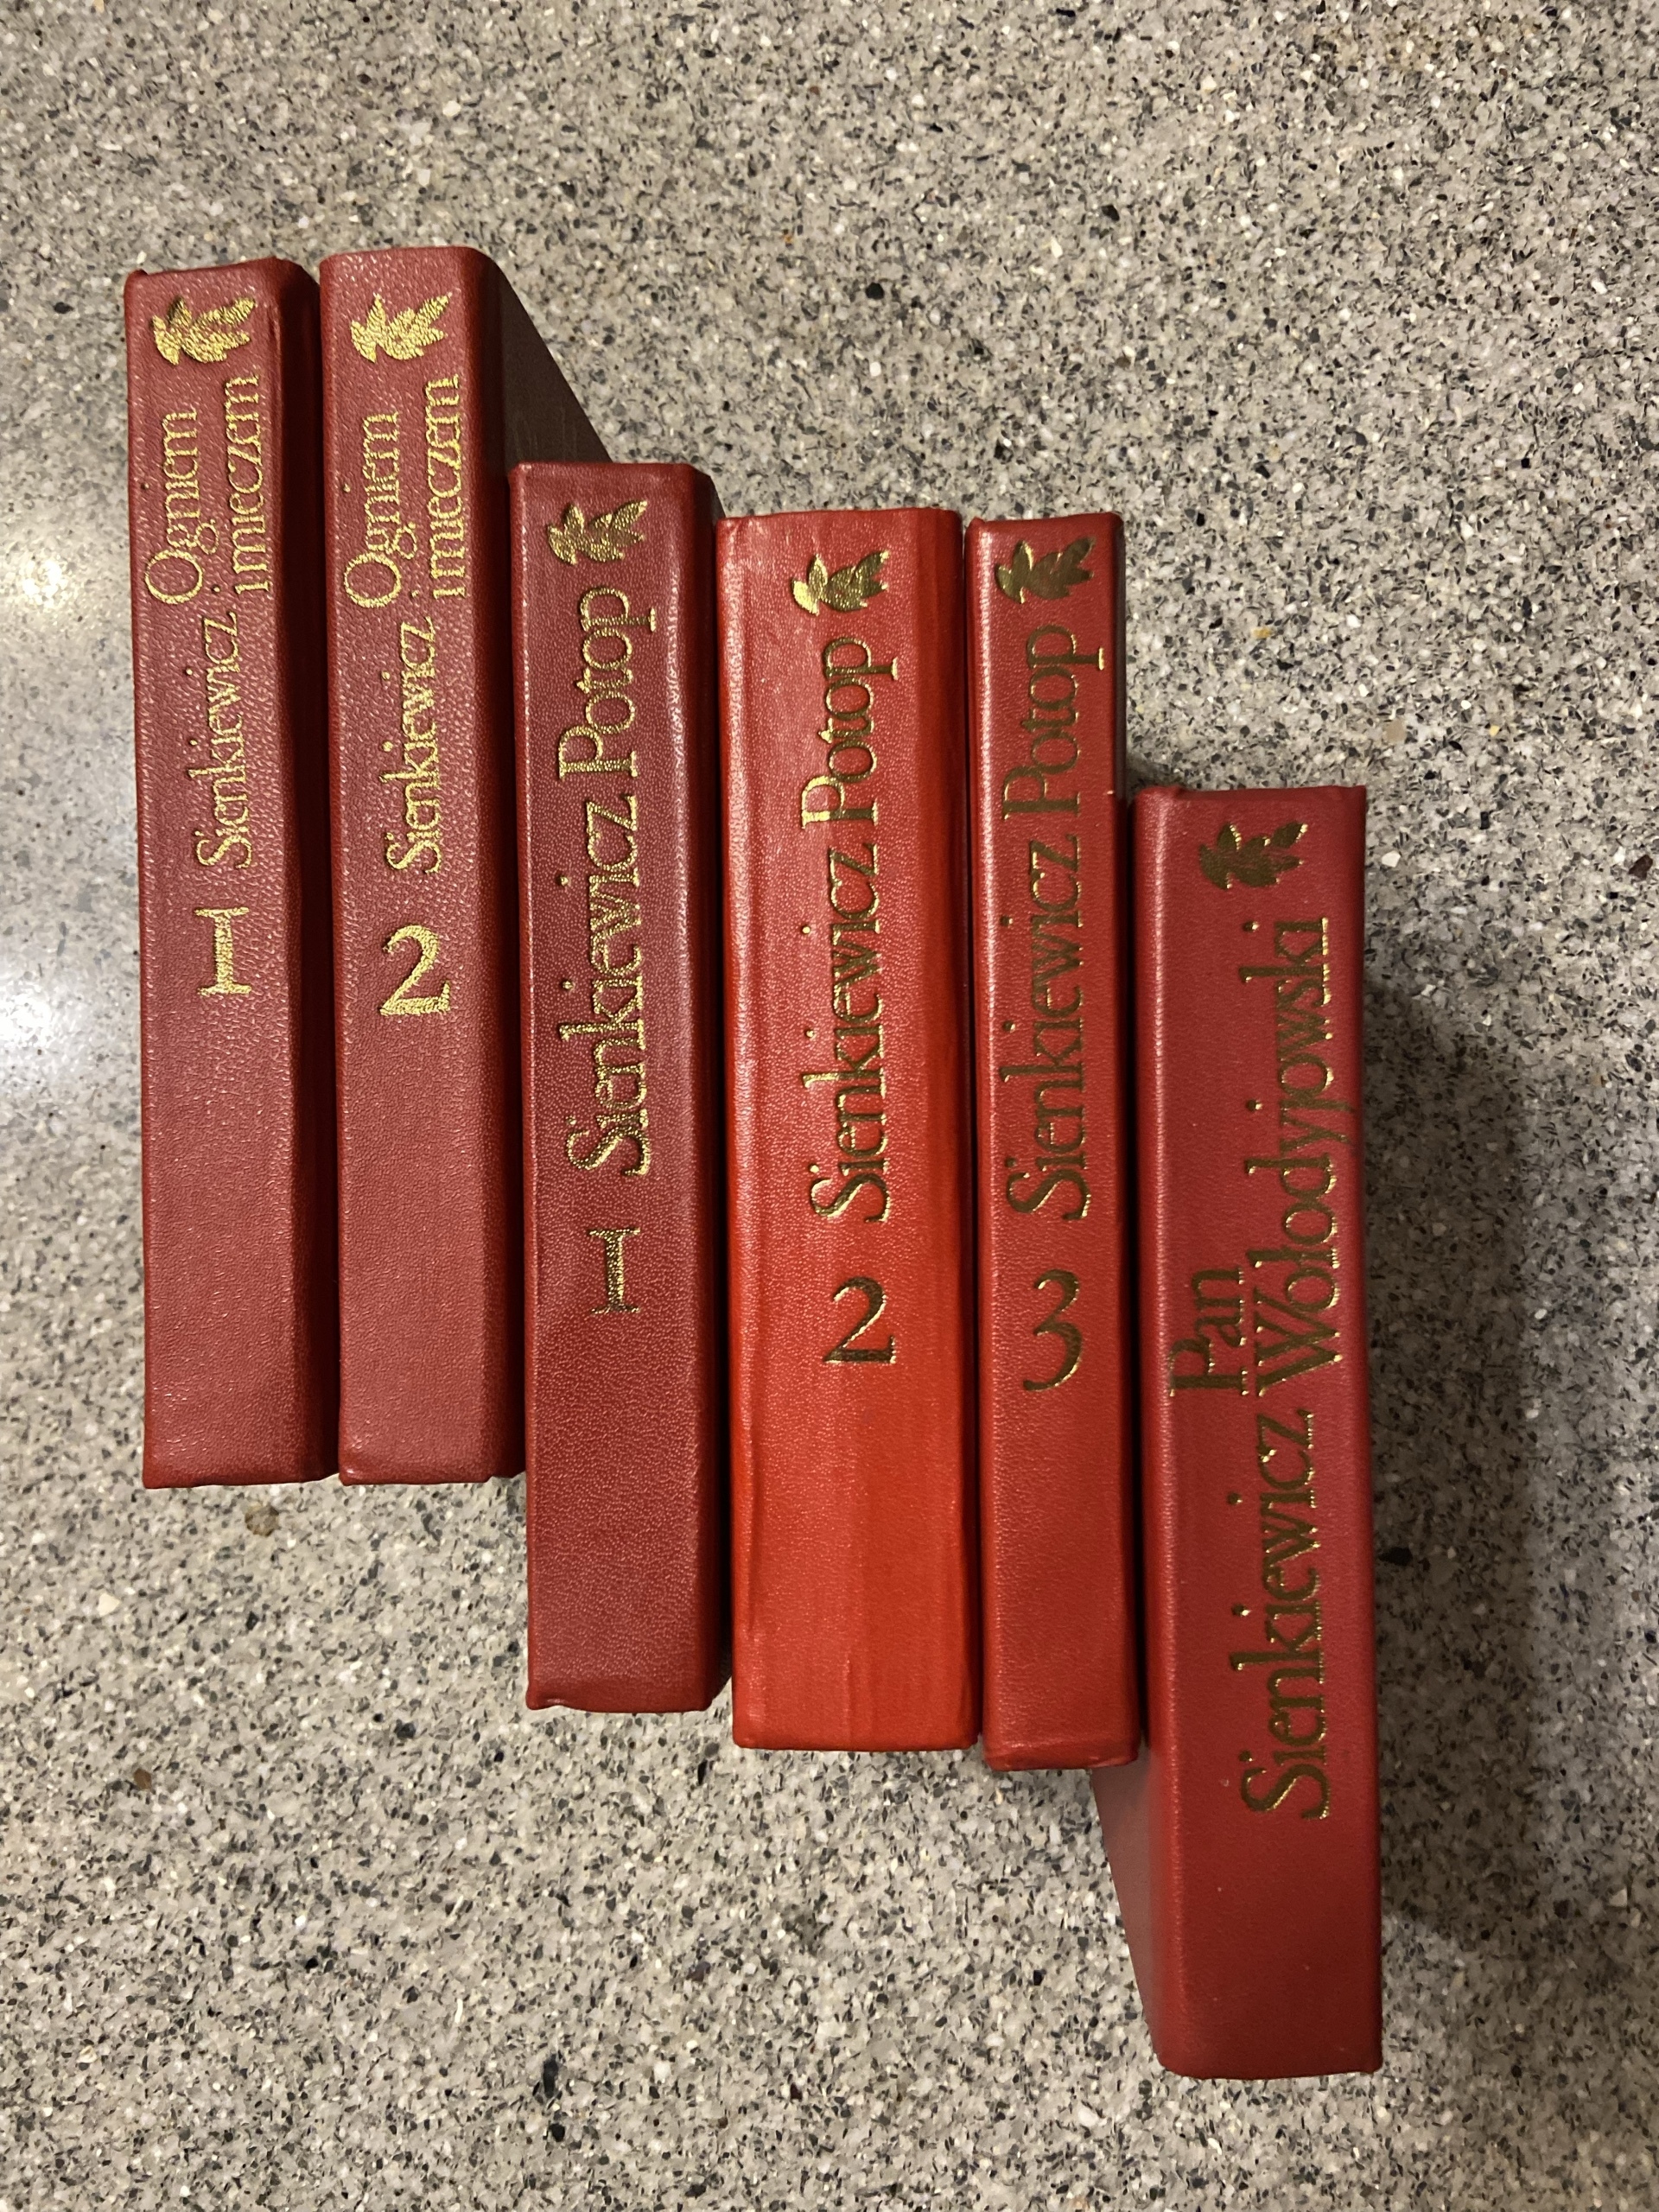 1 Sienkiewicz Ogniem
i mieczem
2 Sienkiewicz Ogniem
i mieczem
1 Sienkiewicz Potop
2 Sienkiewicz Potop
3 Sienkiewicz Potop
Pan
Sienkiewicz Wołodyjowski